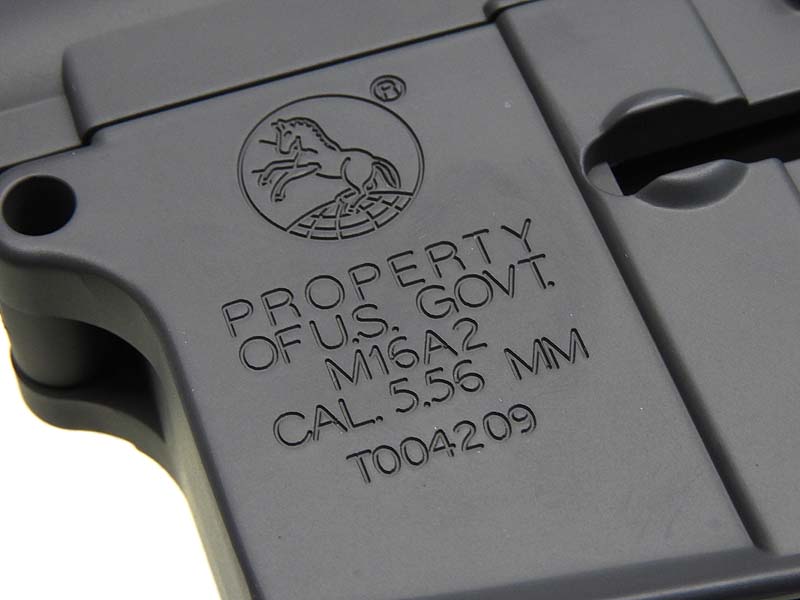 ®
PROPERTY
OF U.S. GOVT.
M16A2
CAL. 5.56 MM
T004209